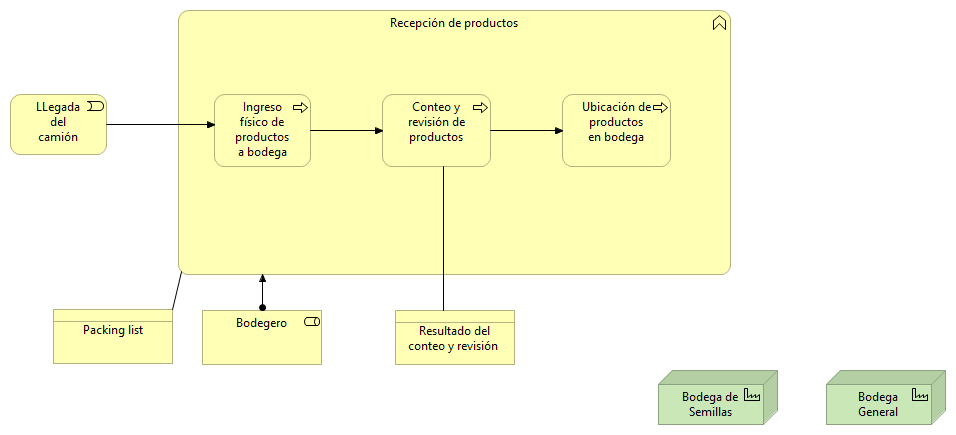 Recepción de productos
LLegada
del
camión
Ingreso
físico de
productos
a bodega
Conteo y
revisión de
productos
Ubicación de
productos
en bodega
Packing list
Bodegero
Resultado del
conteo y revisión
Bodega de
Semillas
Bodega
General